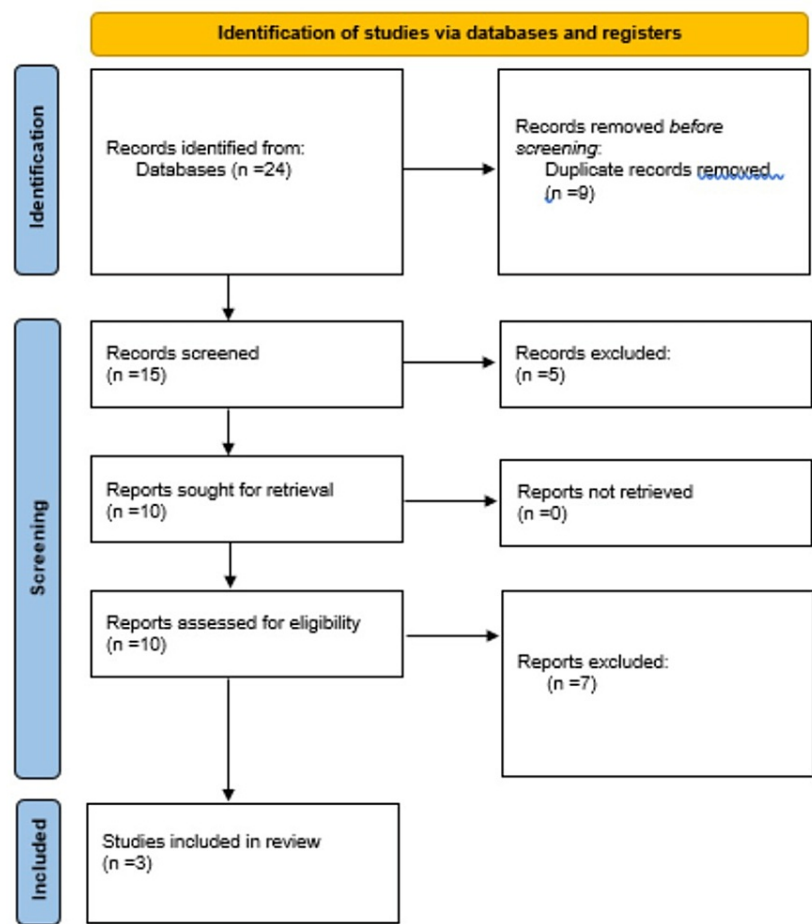 Identification of studies via databases and registers
Identification
Records identified from:
Databases (n =24)
Records removed before
screening:
Duplicate records removed
(n =9)
Screening
Records screened
(n =15)
Records excluded:
(n =5)
Reports sought for retrieval
(n =10)
Reports not retrieved
(n =0)
Reports assessed for eligibility
(n =10)
Reports excluded:
(n =7)
Included
Studies included in review
(n =3)